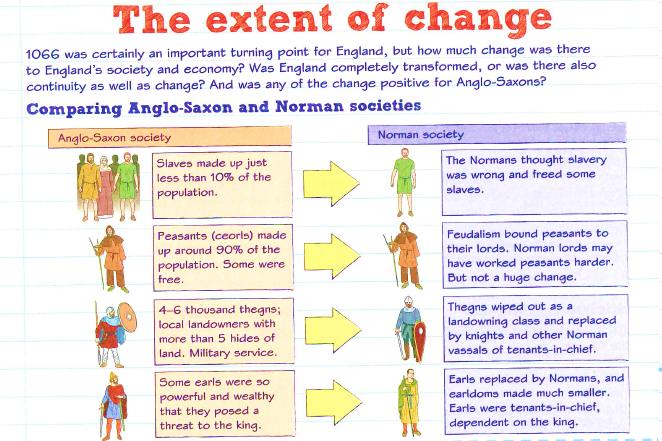 The extent of change
1066 was certainly an important turning point for England, but how much change was there
to England's society and economy? Was England completely transformed, or was there also
continuity as well as change? And was any of the change positive for Anglo-Saxons?
Comparing Anglo-Saxon and Norman societies
Anglo-Saxon society
Norman society
Slaves made up just
less than 10% of the
population.
The Normans thought slavery
was wrong and freed some
slaves.
Peasants (ceorls) made
up around 90% of the
population. Some were
free.
Feudalism bound peasants to
their lords. Norman lords may
have worked peasants harder.
But not a huge change.
4–6 thousand thegns;
local landowners with
more than 5 hides of
land. Military service.
Thegns wiped out as a
landowning class and replaced
by knights and other Norman
vassals of tenants-in-chief.
Some earls were so
powerful and wealthy
that they posed a
threat to the king.
Earls replaced by Normans, and
earldoms made much smaller.
Earls were tenants-in-chief,
dependent on the king.